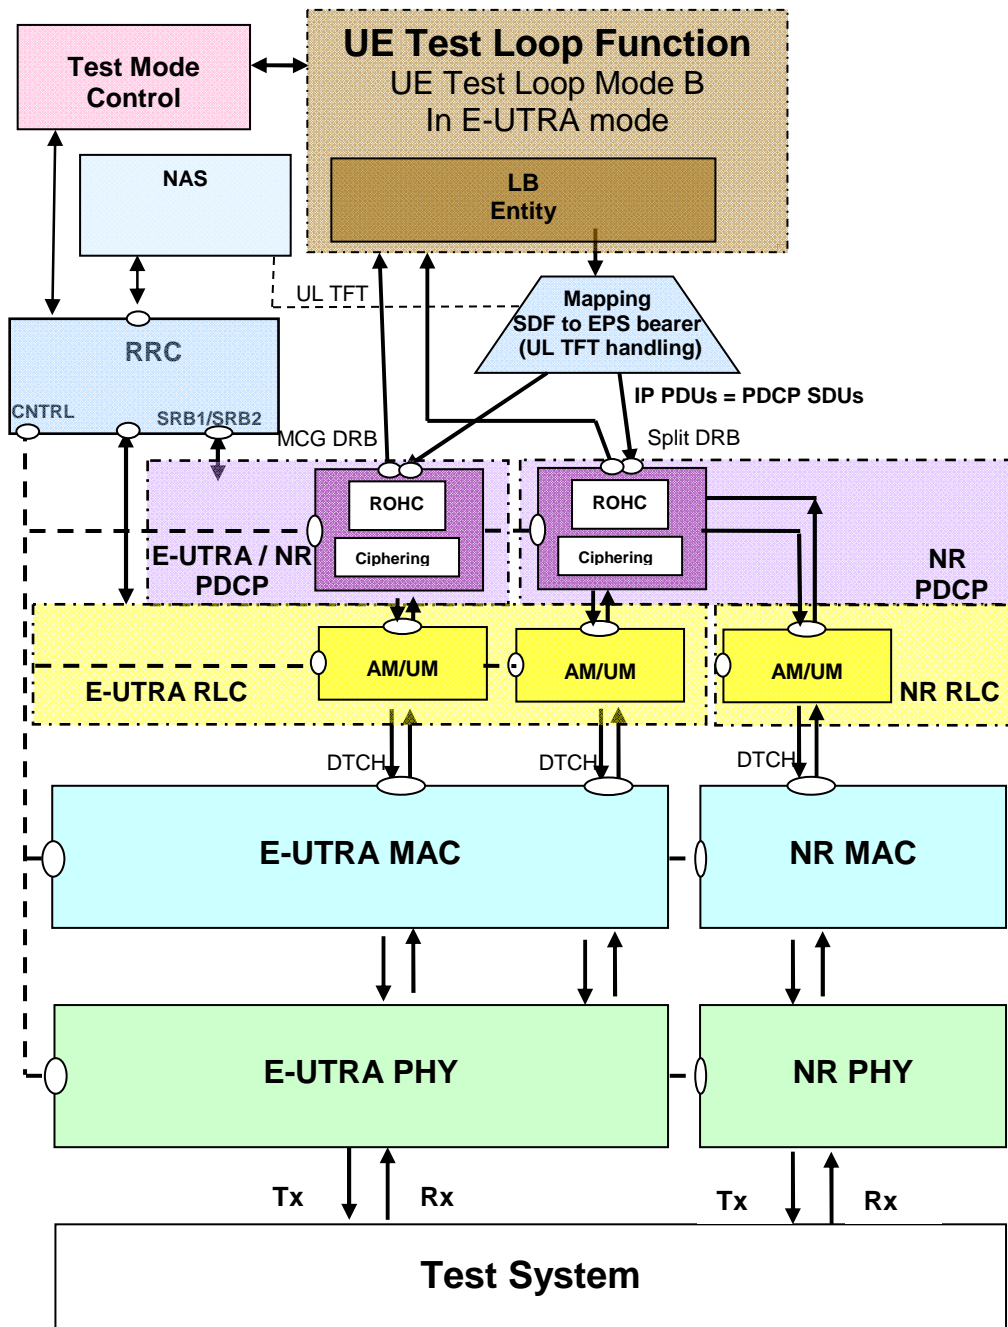 UE Test Loop Function
UE Test Loop Mode B
In E-UTRA mode
Test Mode
Control
NAS
LB
Entity
UL TFT
Mapping
SDF to EPS bearer
(UL TFT handling)
RRC
CNTRL
SRB1/SRB2
IP PDUs = PDCP SDUs
MCG DRB
Split DRB
ROHC
Ciphering
ROHC
Ciphering
E-UTRA / NR
PDCP
NR
PDCP
AM/UM
AM/UM
AM/UM
E-UTRA RLC
NR RLC
DTCH
DTCH
DTCH
E-UTRA MAC
NR MAC
E-UTRA PHY
NR PHY
Tx
Rx
Tx
Rx
Test System